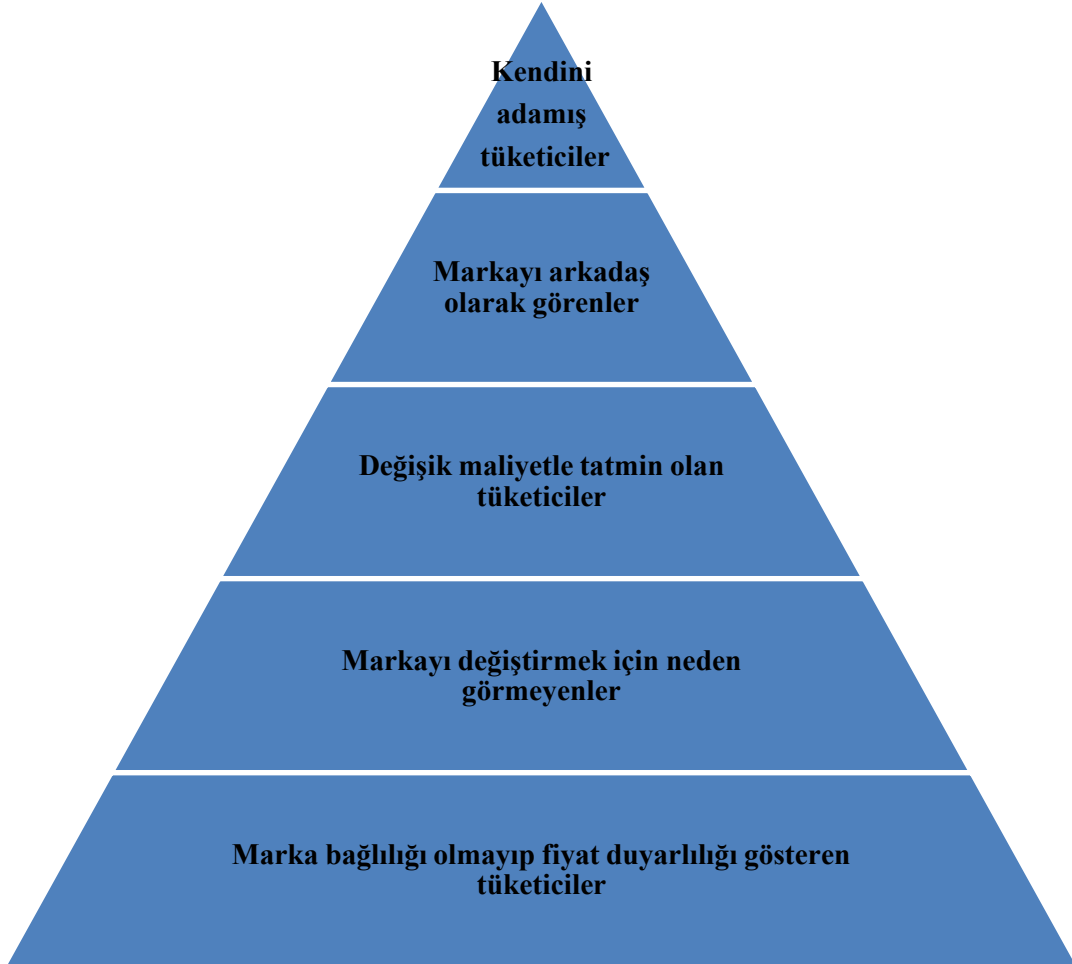 Kendini
adamış
tüketiciler
Markayı arkadaş
olarak görenler
Değişik maliyetle tatmin olan
tüketiciler
Markayı değiştirmek için neden
görmeyenler
Marka bağlılığı olmayıp fiyat duyarlılığı gösteren
tüketiciler